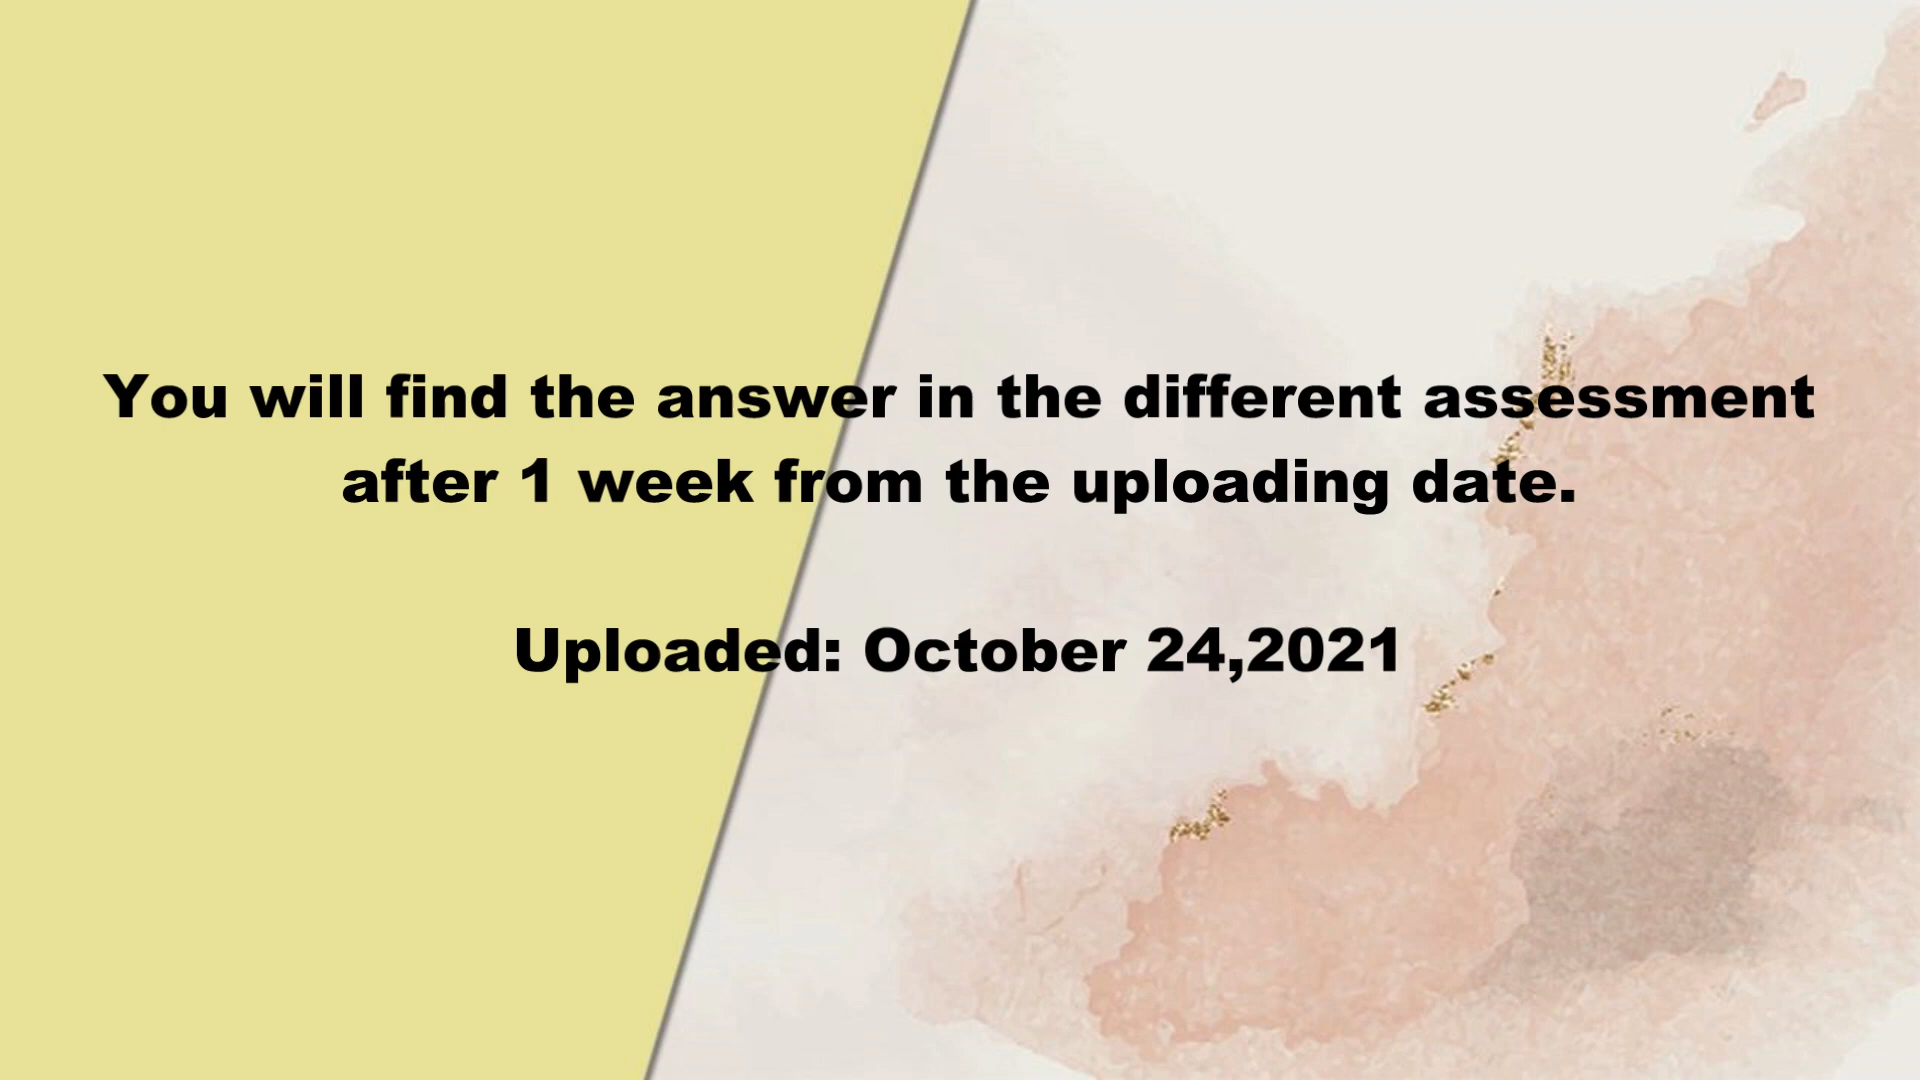 You will find the answer in the different assessment
after 1 week from the uploading date.
Uploaded: October 24,2021